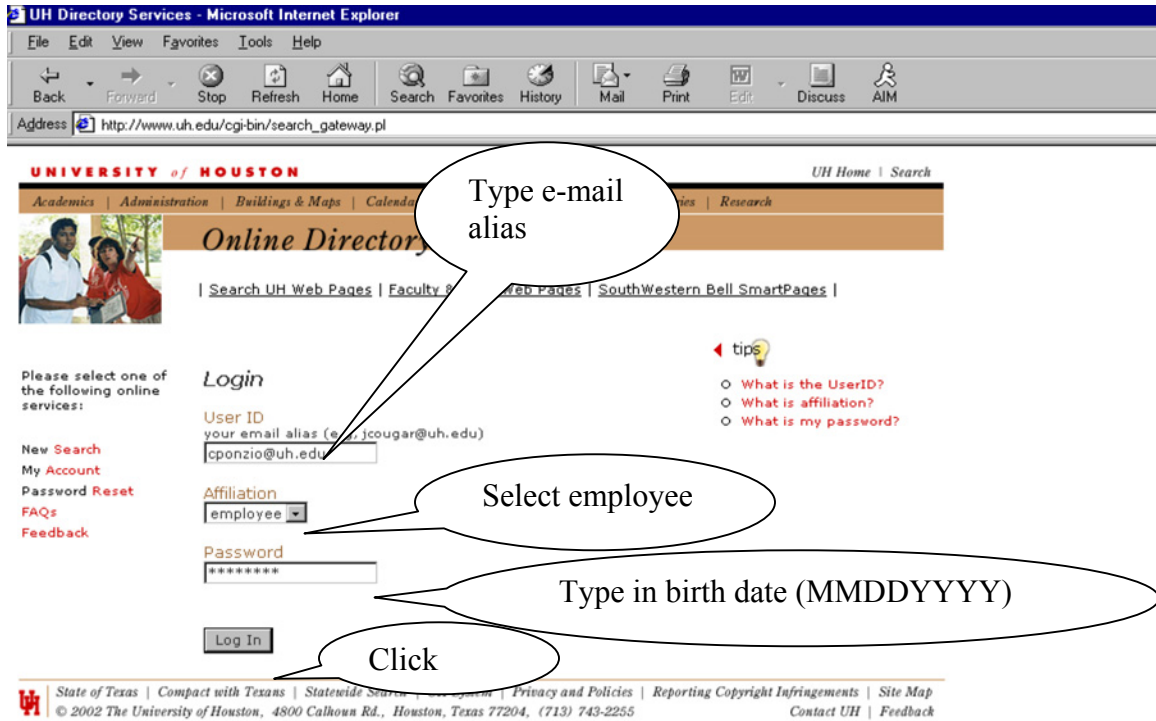 UH Directory Services - Microsoft Internet Explorer
File Edit View Favorites Tools Help
Back Forward Stop Refresh Home Search Favorites History Mail Print Edit Discuss AIM
Address http://www.uh.edu/cgi-bin/search_gateway.pl
UNIVERSITY of HOUSTON
UH Home | Search
Academics | Administration | Buildings & Maps | Calenda
| Research
Type e-mail
alias
Online Directory
| Search UH Web Pages | Faculty & Web Pages | SouthWestern Bell SmartPages |
tips
What is the UserID?
What is affiliation?
What is my password?
Please select one of
the following online
services:
New Search
My Account
Password Reset
FAQs
Feedback
Login
User ID
your email alias (e.g, jcougar@uh.edu)
cponzio@uh.edu
Affiliation
employee
Select employee
Password
********
Type in birth date (MMDDYYYY)
Log In
Click
State of Texas | Compact with Texans | Statewide Search | | Privacy and Policies | Reporting Copyright Infringements | Site Map
© 2002 The University of Houston, 4800 Calhoun Rd., Houston, Texas 77204, (713) 743-2255
Contact UH | Feedback